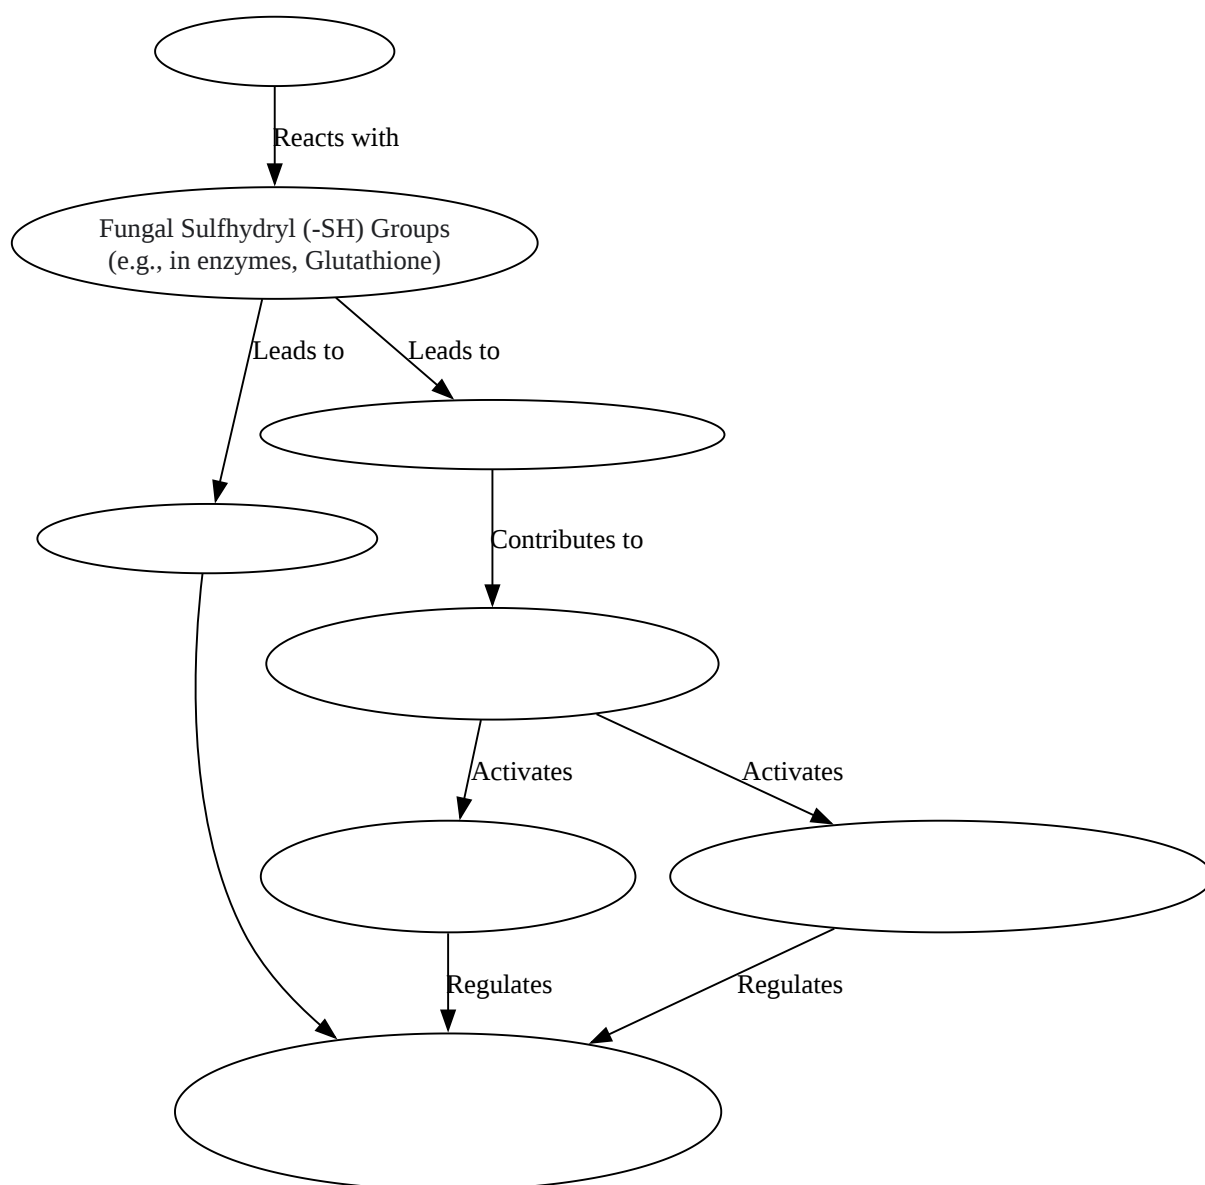 Reacts with
Fungal Sulfhydryl (-SH) Groups
(e.g., in enzymes, Glutathione)
Leads to
Leads to
Contributes to
Activates
Activates
Regulates
Regulates